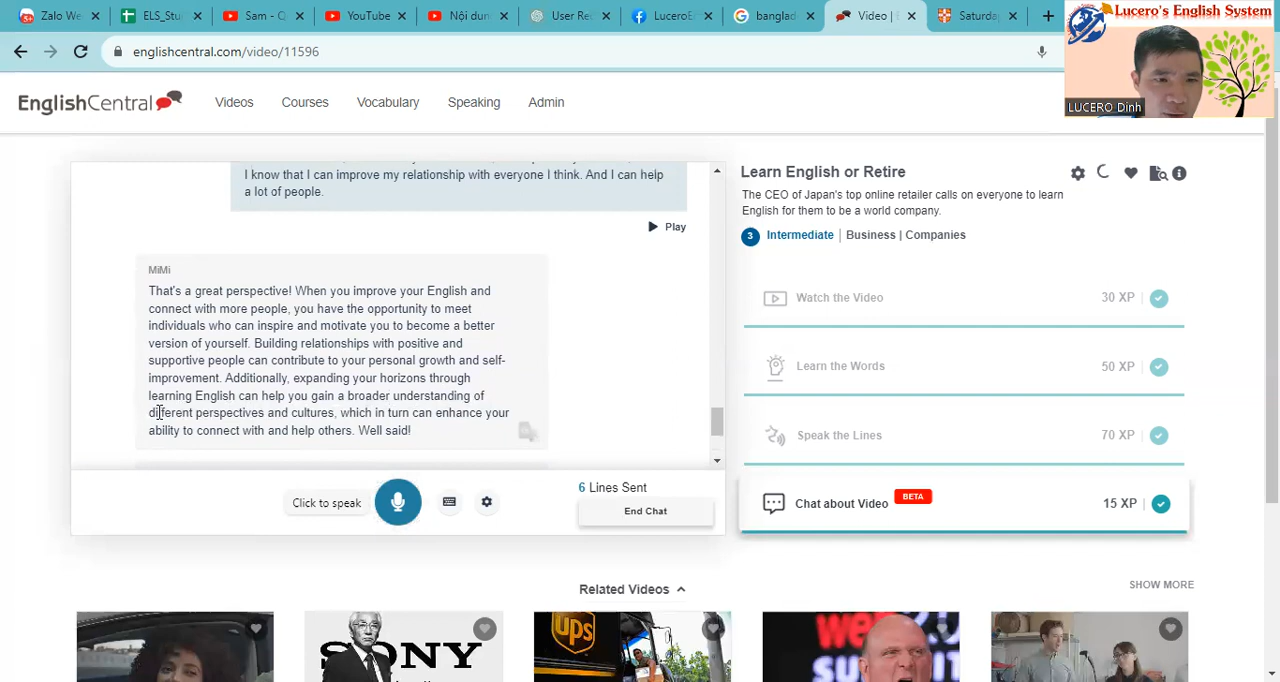 Zalo We
ELS_Stu
Sam - Q
YouTube
Nội dun
User Re
LuceroE
banglad
Video | E
Saturda
Lucero's English System
englishcentral.com/video/11596
LUCERO Dinh
EnglishCentral
Videos
Courses
Vocabulary
Speaking
Admin
I know that I can improve my relationship with everyone I think. And I can help
a lot of people.
Play
MiMi
That's a great perspective! When you improve your English and
connect with more people, you have the opportunity to meet
individuals who can inspire and motivate you to become a better
version of yourself. Building relationships with positive and
supportive people can contribute to your personal growth and self-
improvement. Additionally, expanding your horizons through
learning English can help you gain a broader understanding of
different perspectives and cultures, which in turn can enhance your
ability to connect with and help others. Well said!
Click to speak
6 Lines Sent
End Chat
Learn English or Retire
The CEO of Japan's top online retailer calls on everyone to learn
English for them to be a world company.
3 Intermediate | Business | Companies
Watch the Video 30 XP
Learn the Words 50 XP
Speak the Lines 70 XP
Chat about Video BETA 15 XP
Related Videos
SHOW MORE
SONY
ups